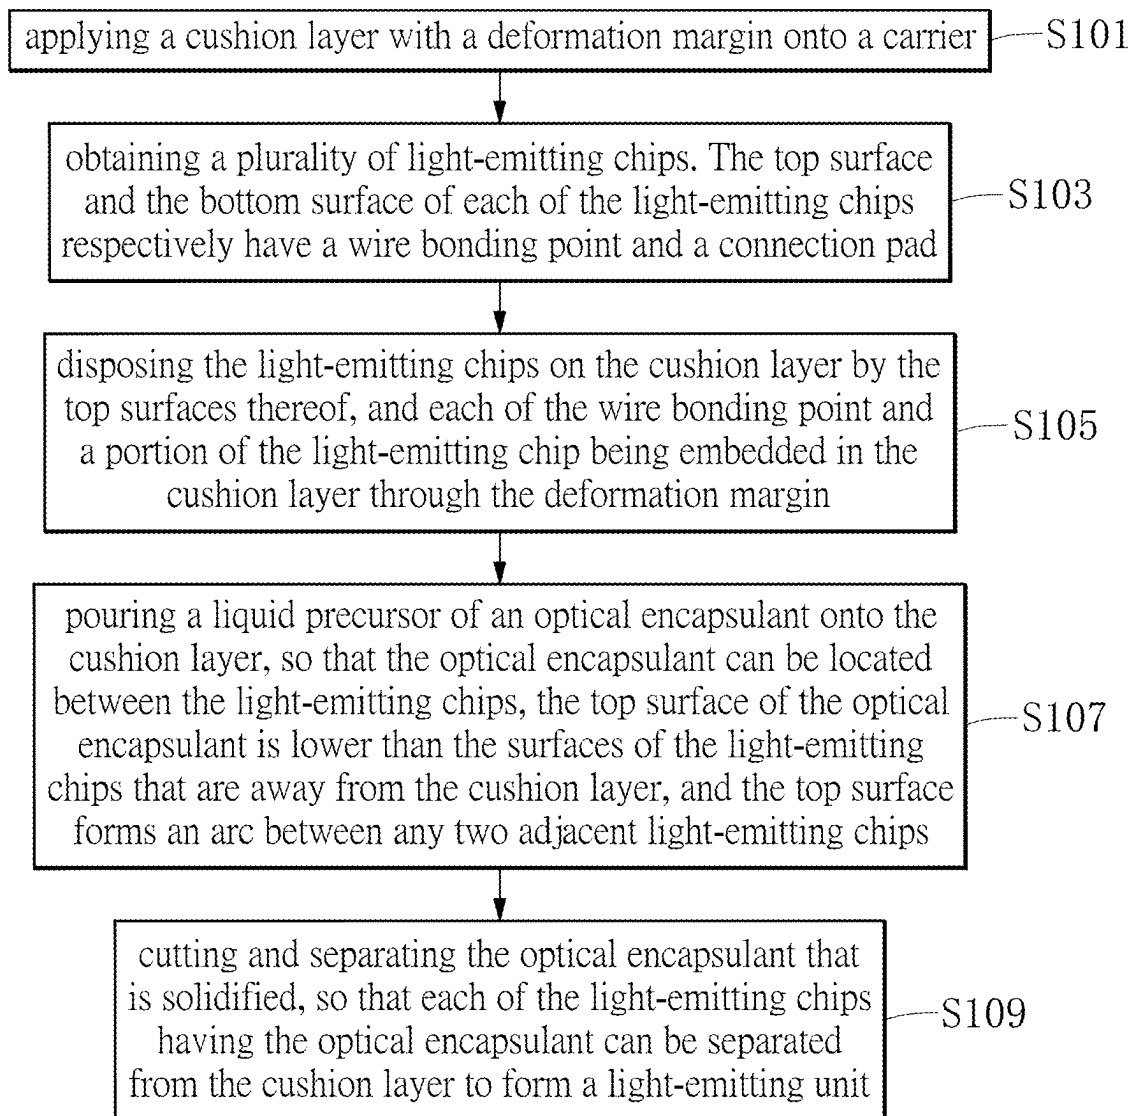 applying a cushion layer with a deformation margin onto a carrier
S101
obtaining a plurality of light-emitting chips. The top surface
and the bottom surface of each of the light-emitting chips
respectively have a wire bonding point and a connection pad
S103
disposing the light-emitting chips on the cushion layer by the
top surfaces thereof, and each of the wire bonding point and
a portion of the light-emitting chip being embedded in the
cushion layer through the deformation margin
S105
pouring a liquid precursor of an optical encapsulant onto the
cushion layer, so that the optical encapsulant can be located
between the light-emitting chips, the top surface of the optical
encapsulant is lower than the surfaces of the light-emitting
chips that are away from the cushion layer, and the top surface
forms an arc between any two adjacent light-emitting chips
S107
cutting and separating the optical encapsulant that
is solidified, so that each of the light-emitting chips
having the optical encapsulant can be separated
from the cushion layer to form a light-emitting unit
S109